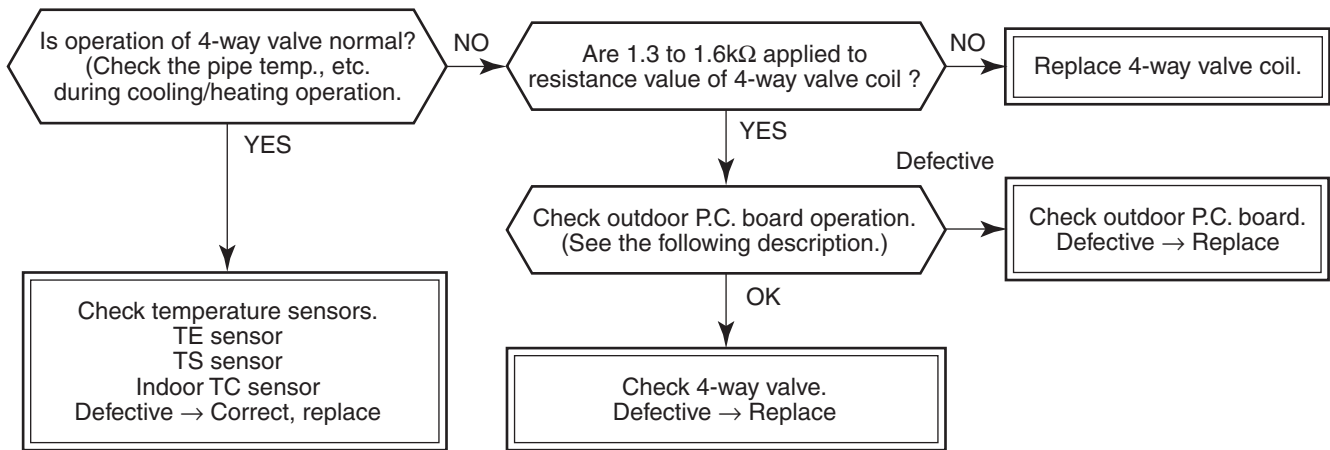 Is operation of 4-way valve normal?
(Check the pipe temp., etc.
during cooling/heating operation.
NO
Are 1.3 to 1.6kΩ applied to
resistance value of 4-way valve coil ?
NO
Replace 4-way valve coil.
YES
YES
Defective
Check outdoor P.C. board operation.
(See the following description.)
Check outdoor P.C. board.
Defective → Replace
OK
Check temperature sensors.
TE sensor
TS sensor
Indoor TC sensor
Defective → Correct, replace
Check 4-way valve.
Defective → Replace